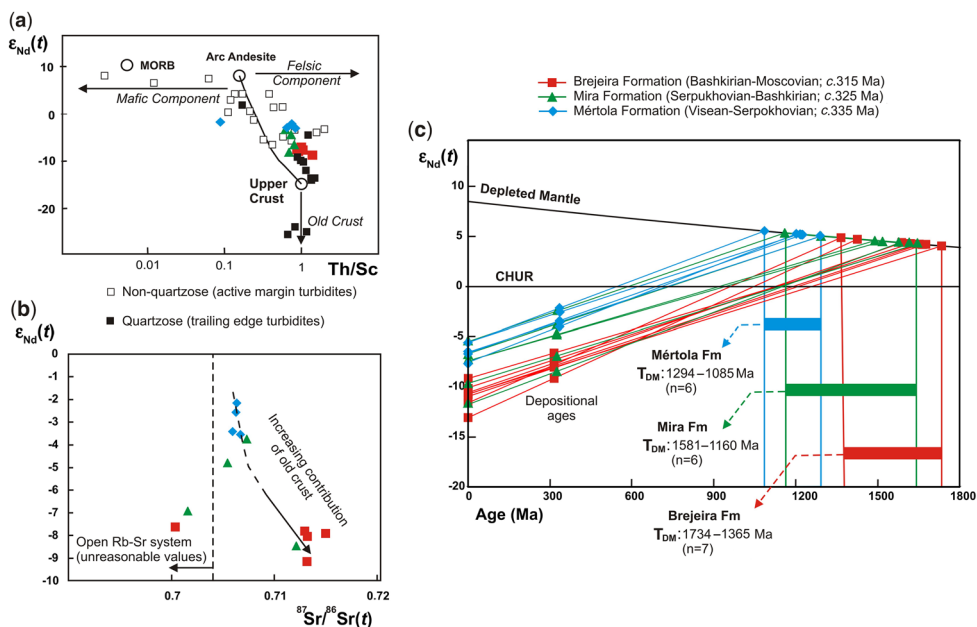 (a)
εNd(t)
10
0
-10
-20
0.01
0.1
1
Th/Sc
MORB
Arc Andesite
Felsic
Component
Mafic Component
Upper
Crust
Old Crust
□ Non-quartzose (active margin turbidites)
■ Quartzose (trailing edge turbidites)
(b)
εNd(t)
0
-1
-2
-3
-4
-5
-6
-7
-8
-9
-10
0.7
0.71
0.72
87Sr/86Sr(t)
Increasing contribution
of old crust
Open Rb-Sr system
(unreasonable values)
Brejeira Formation (Bashkirian-Moscovian; c.315 Ma)
Mira Formation (Serpukhovian-Bashkirian; c.325 Ma)
Mértola Formation (Visean-Serpokhovian; c.335 Ma)
(c)
εNd(t)
10
5
0
-5
-10
-15
-20
0
300
600
900
1200
1500
1800
Age (Ma)
Depleted Mantle
CHUR
Depositional
ages
Mértola Fm
TDM: 1294–1085 Ma
(n=6)
Mira Fm
TDM: 1581–1160 Ma
(n=6)
Brejeira Fm
TDM: 1734–1365 Ma
(n=7)